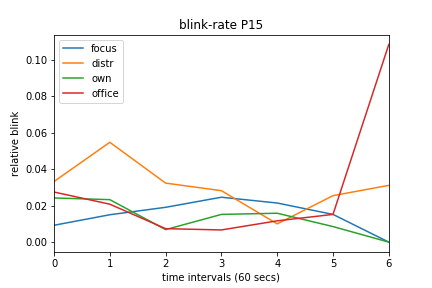 blink-rate P15
focus
distr
own
office
relative blink
0.10
0.08
0.06
0.04
0.02
0.00
0 1 2 3 4 5 6
time intervals (60 secs)